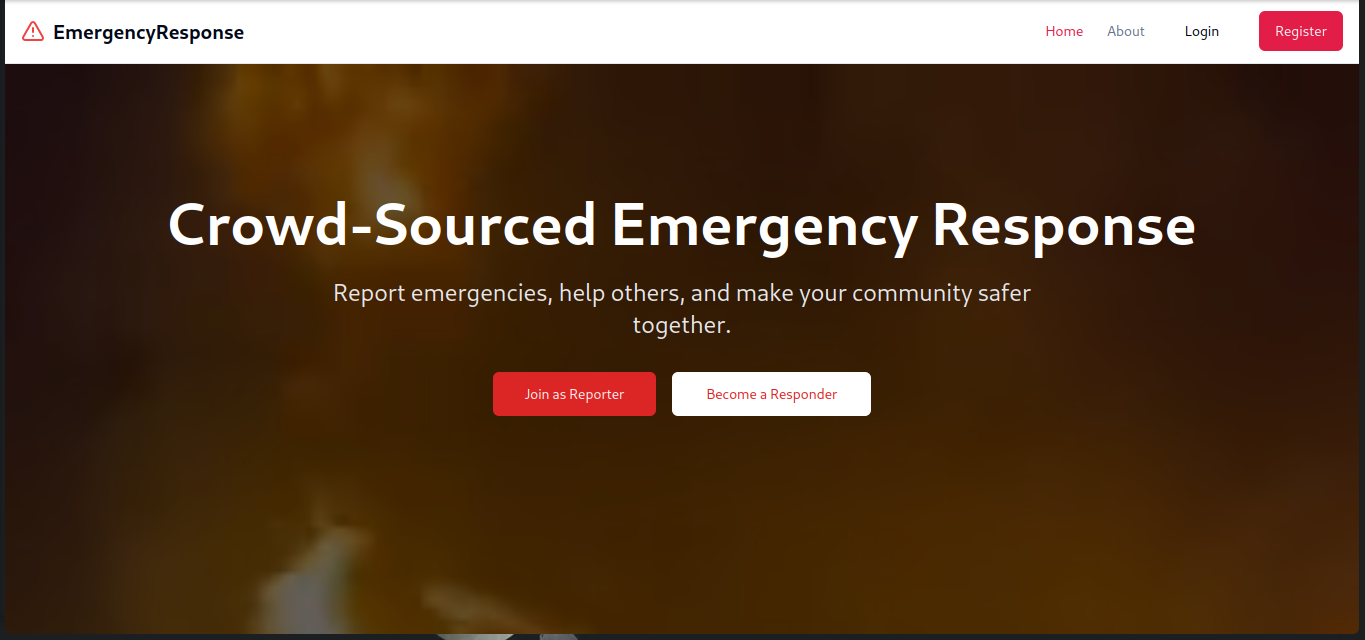 EmergencyResponse
Home
About
Login
Register
Crowd-Sourced Emergency Response
Report emergencies, help others, and make your community safer
together.
Join as Reporter
Become a Responder